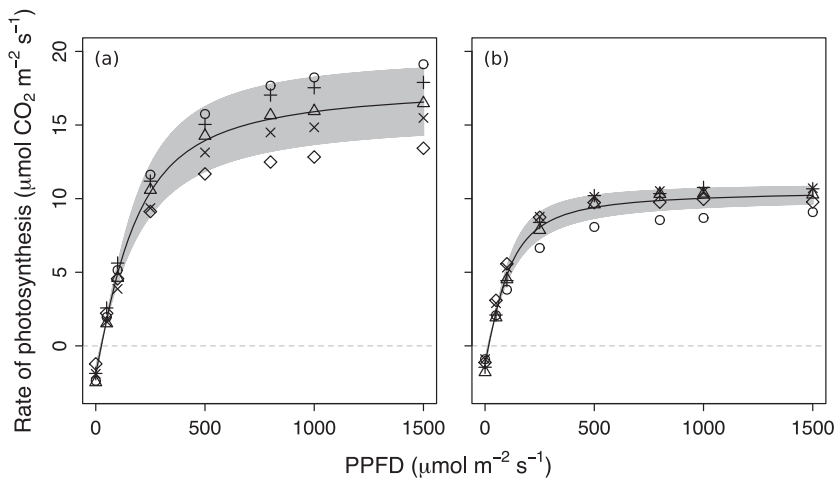 Rate of photosynthesis (μmol CO₂ m⁻² s⁻¹)
(a)
20
15
10
5
0
0 500 1000 1500
(b)
0 500 1000 1500
PPFD (μmol m⁻² s⁻¹)